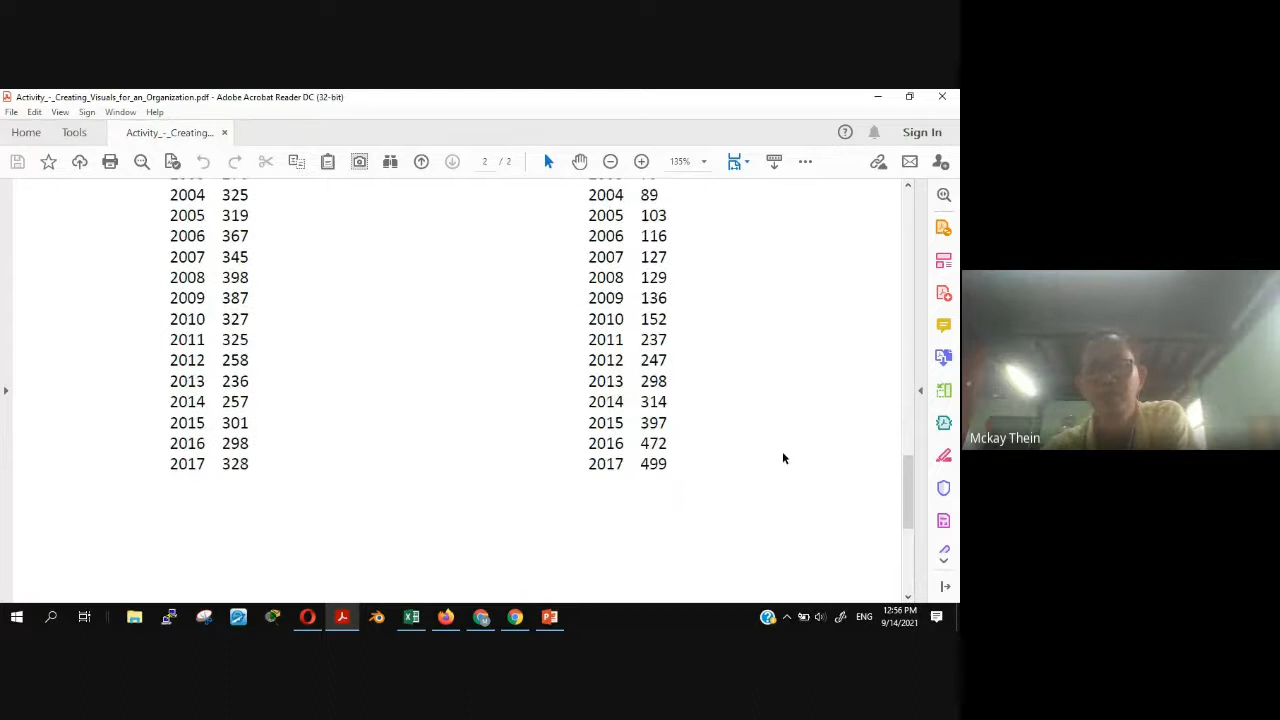 Activity_-_Creating_Visuals_for_an_Organization.pdf - Adobe Acrobat Reader DC (32-bit)
File Edit View Sign Window Help
Home Tools Activity_-_Creating... × Sign In
2 / 2 135%
2004 325 2004 89
2005 319 2005 103
2006 367 2006 116
2007 345 2007 127
2008 398 2008 129
2009 387 2009 136
2010 327 2010 152
2011 325 2011 237
2012 258 2012 247
2013 236 2013 298
2014 257 2014 314
2015 301 2015 397
2016 298 2016 472
2017 328 2017 499
Mckay Thein
ENG 12:56 PM
9/14/2021